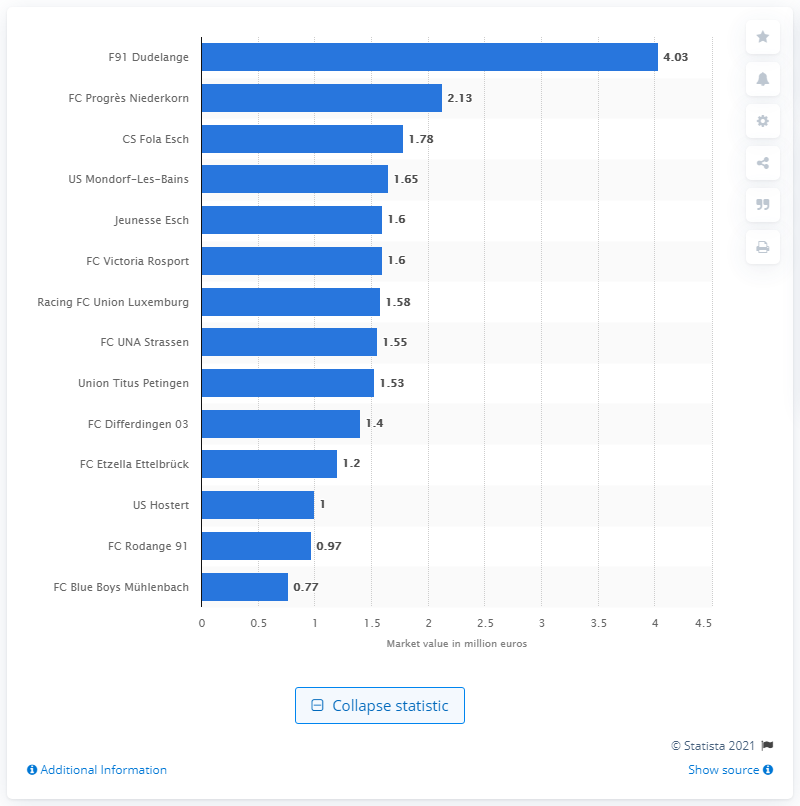 F91 Dudelange 4.03
FC Progrès Niederkorn 2.13
CS Fola Esch 1.78
US Mondorf-Les-Bains 1.65
Jeunesse Esch 1.6
FC Victoria Rosport 1.6
Racing FC Union Luxemburg 1.58
FC UNA Strassen 1.55
Union Titus Petingen 1.53
FC Differdingen 03 1.4
FC Etzella Ettelbrück 1.2
US Hostert 1
FC Rodange 91 0.97
FC Blue Boys Mühlenbach 0.77
0 0.5 1 1.5 2 2.5 3 3.5 4 4.5
Market value in million euros
Collapse statistic
© Statista 2021
Additional Information Show source